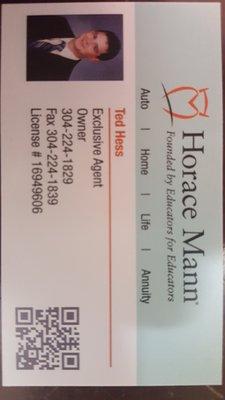 Horace Mann®
Founded by Educators for Educators
Auto | Home | Life | Annuity
Ted Hess
Exclusive Agent
Owner
304-224-1829
Fax 304-224-1839
License # 16949606